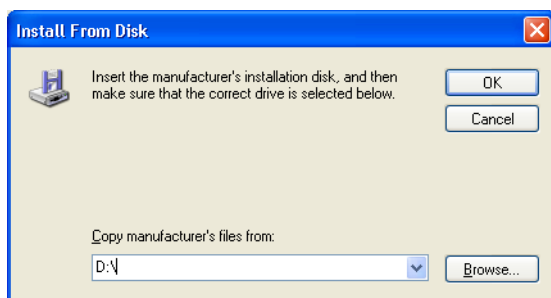 Install From Disk
Insert the manufacturer's installation disk, and then
make sure that the correct drive is selected below.
OK
Cancel
Copy manufacturer's files from:
D:\
Browse...